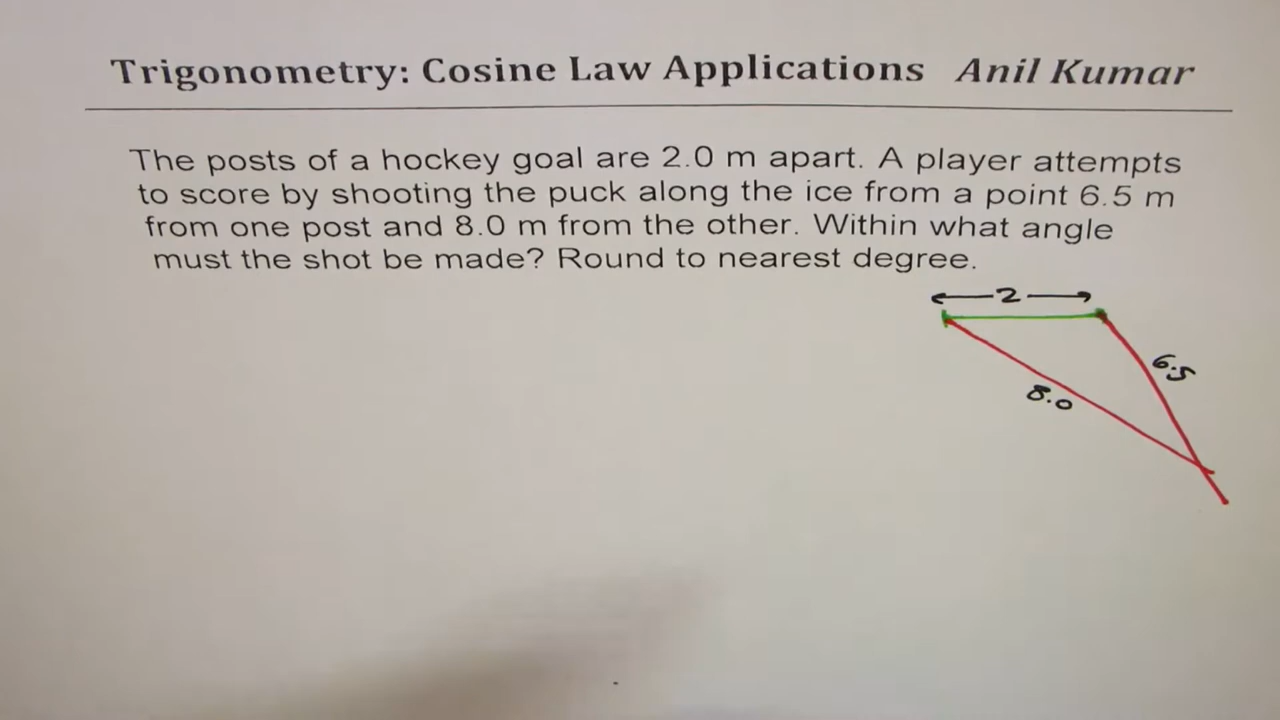 Trigonometry: Cosine Law Applications Anil Kumar
The posts of a hockey goal are 2.0 m apart. A player attempts
to score by shooting the puck along the ice from a point 6.5 m
from one post and 8.0 m from the other. Within what angle
must the shot be made? Round to nearest degree.
2
6.5
8.0